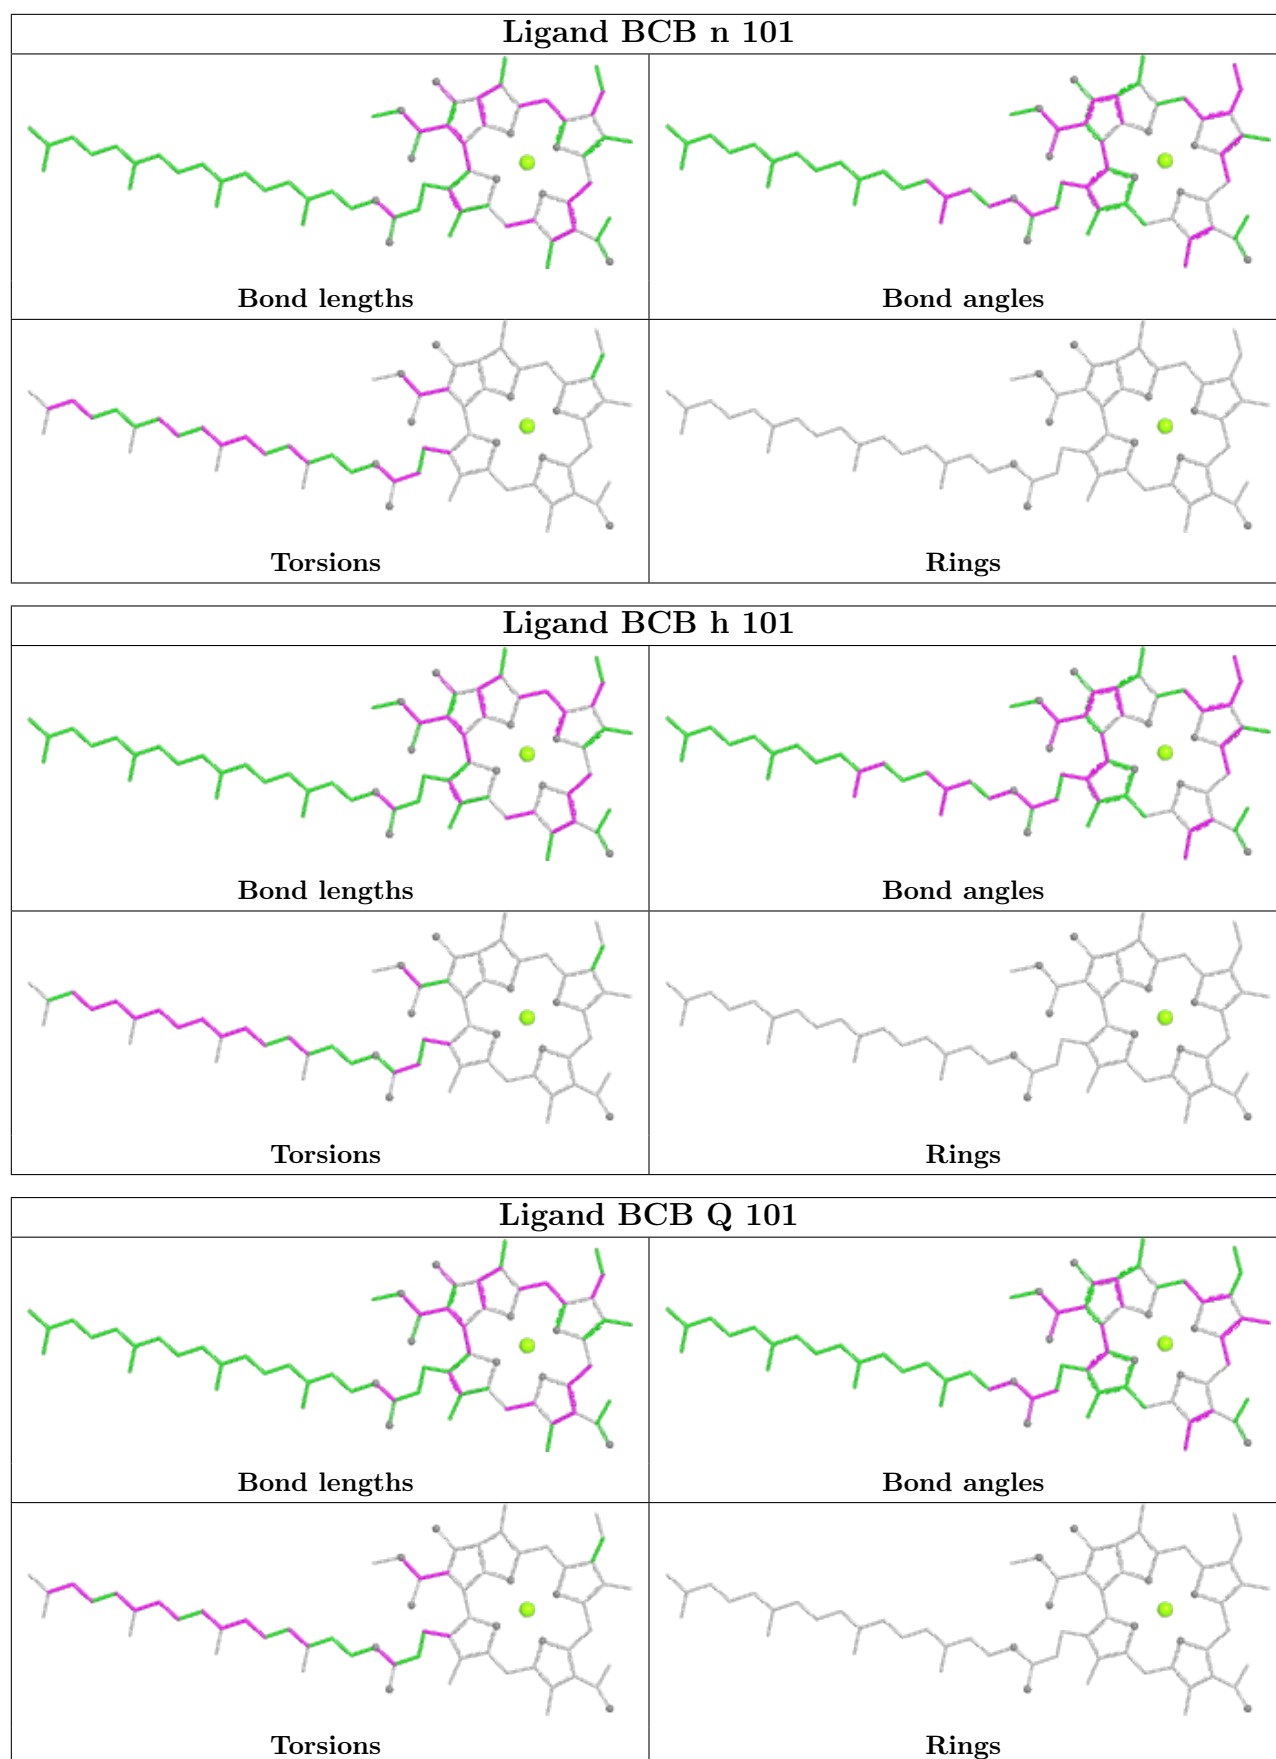 Ligand BCB n 101
Bond lengths
Bond angles
Torsions
Rings
Ligand BCB h 101
Bond lengths
Bond angles
Torsions
Rings
Ligand BCB Q 101
Bond lengths
Bond angles
Torsions
Rings